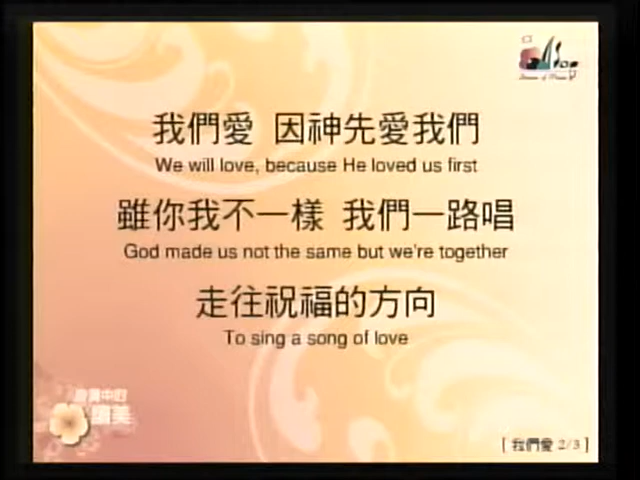 我們愛 因神先愛我們
We will love, because He loved us first
雖你我不一樣 我們一路唱
God made us not the same but we're together
走往祝福的方向
To sing a song of love
讚美
[ 我們愛 2/3 ]